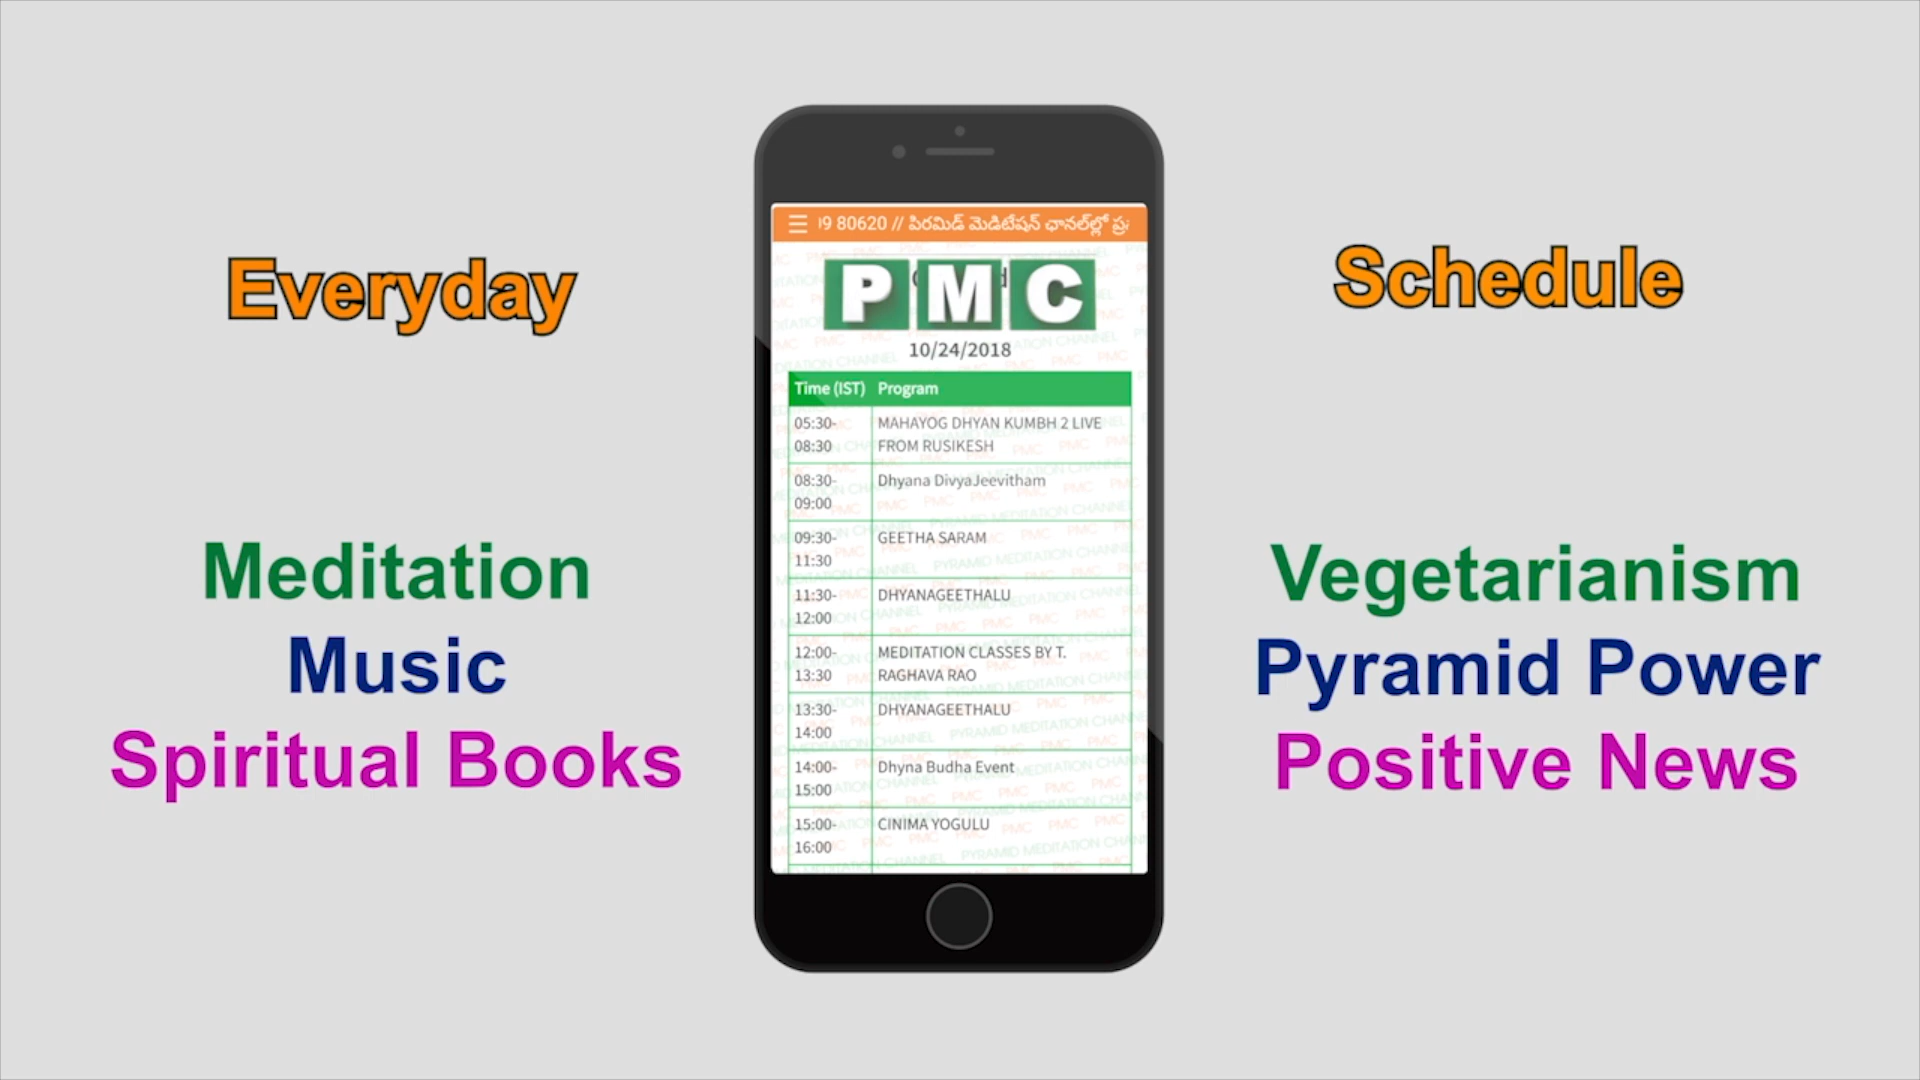 Everyday
Schedule
Meditation
Music
Spiritual Books
☰ 99 80620 // పిరమిడ్ మెడిటేషన్ ఛానల్‌ల్లో
PMC
10/24/2018
Time (IST) Program
05:30-08:30 MAHAYOG DHYAN KUMBH 2 LIVE
FROM RUSIKESH
08:30-09:00 Dhyana DivyaJeevitham
09:30-11:30 GEETHA SARAM
11:30-12:00 DHYANAGEETHALU
12:00-13:30 MEDITATION CLASSES BY T.
RAGHAVA RAO
13:30-14:00 DHYANAGEETHALU
14:00-15:00 Dhyna Budha Event
15:00-16:00 CINIMA YOGULU
Vegetarianism
Pyramid Power
Positive News